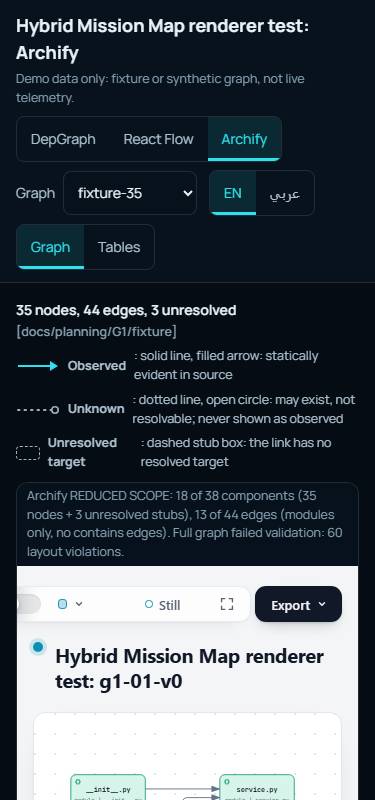 Hybrid Mission Map renderer test:
Archify
Demo data only: fixture or synthetic graph, not live
telemetry.
DepGraph React Flow Archify
Graph fixture-35 EN عربي
Graph Tables
35 nodes, 44 edges, 3 unresolved
[docs/planning/G1/fixture]
Observed : solid line, filled arrow: statically
evident in source
Unknown : dotted line, open circle: may exist, not
resolvable; never shown as observed
Unresolved : dashed stub box: the link has no
target resolved target
Archify REDUCED SCOPE: 18 of 38 components (35
nodes + 3 unresolved stubs), 13 of 44 edges (modules
only, no contains edges). Full graph failed validation: 60
layout violations.
Still Export
Hybrid Mission Map renderer
test: g1-01-v0
__init__.py service.py